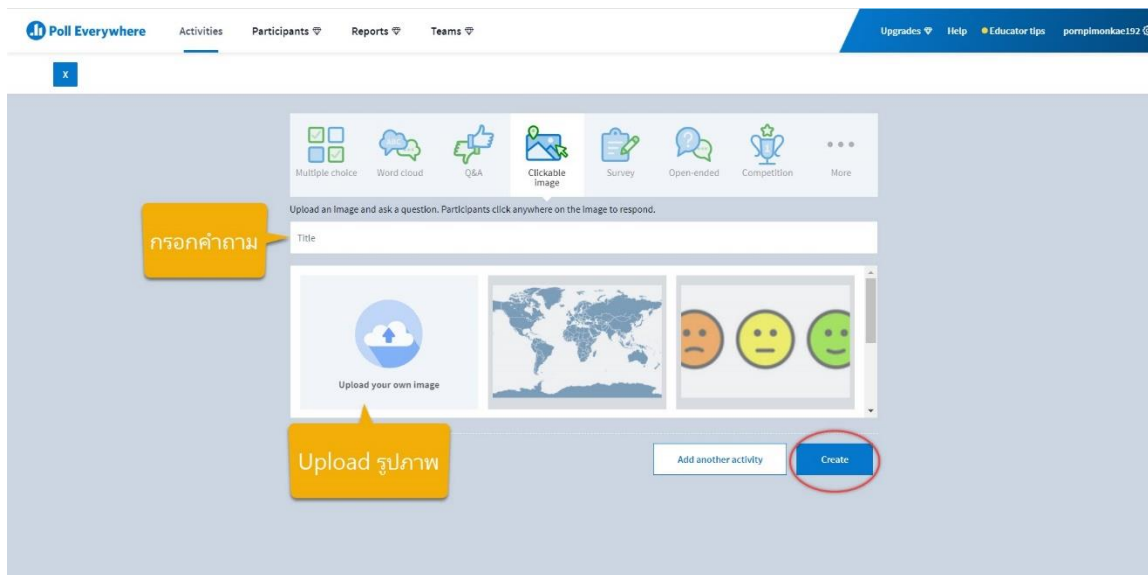 Poll Everywhere Activities Participants Reports Teams Upgrades Help Educator tips pornpimonkae192
X
Multiple choice Word cloud Q&A Clickable image Survey Open-ended Competition More
Upload an image and ask a question. Participants click anywhere on the image to respond.
กรอกคำถาม
Title
Upload your own image
Upload รูปภาพ
Add another activity Create